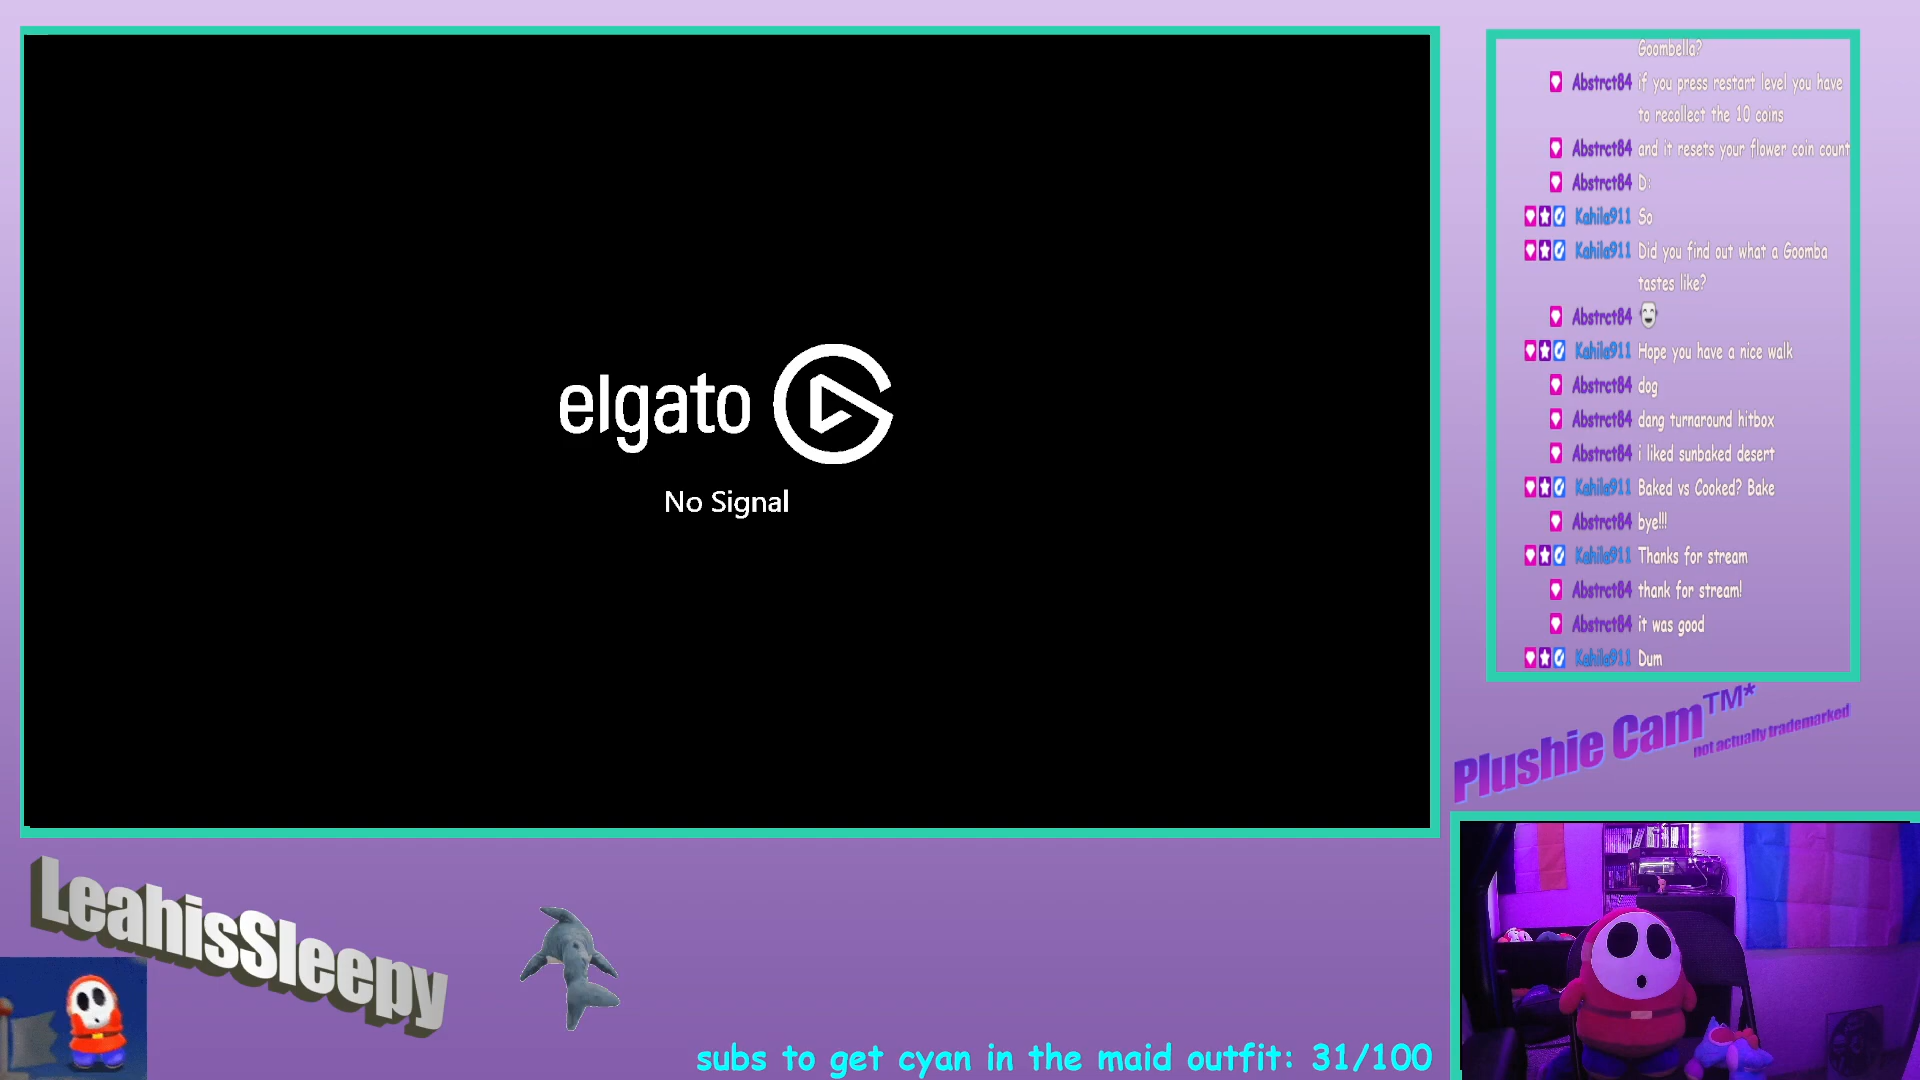 elgato
No Signal
Goombella?
Abstrct84 if you press restart level you have
to recollect the 10 coins
Abstrct84 and it resets your flower coin count
Abstrct84 D:
Kahila911 So
Kahila911 Did you find out what a Goomba
tastes like?
Abstrct84
Kahila911 Hope you have a nice walk
Abstrct84 dog
Abstrct84 dang turnaround hitbox
Abstrct84 i liked sunbaked desert
Kahila911 Baked vs Cooked? Bake
Abstrct84 bye!!!
Kahila911 Thanks for stream
Abstrct84 thank for stream!
Abstrct84 it was good
Kahila911 Dum
Plushie Cam™*
not actually trademarked
LeahisSleepy
subs to get cyan in the maid outfit: 31/100